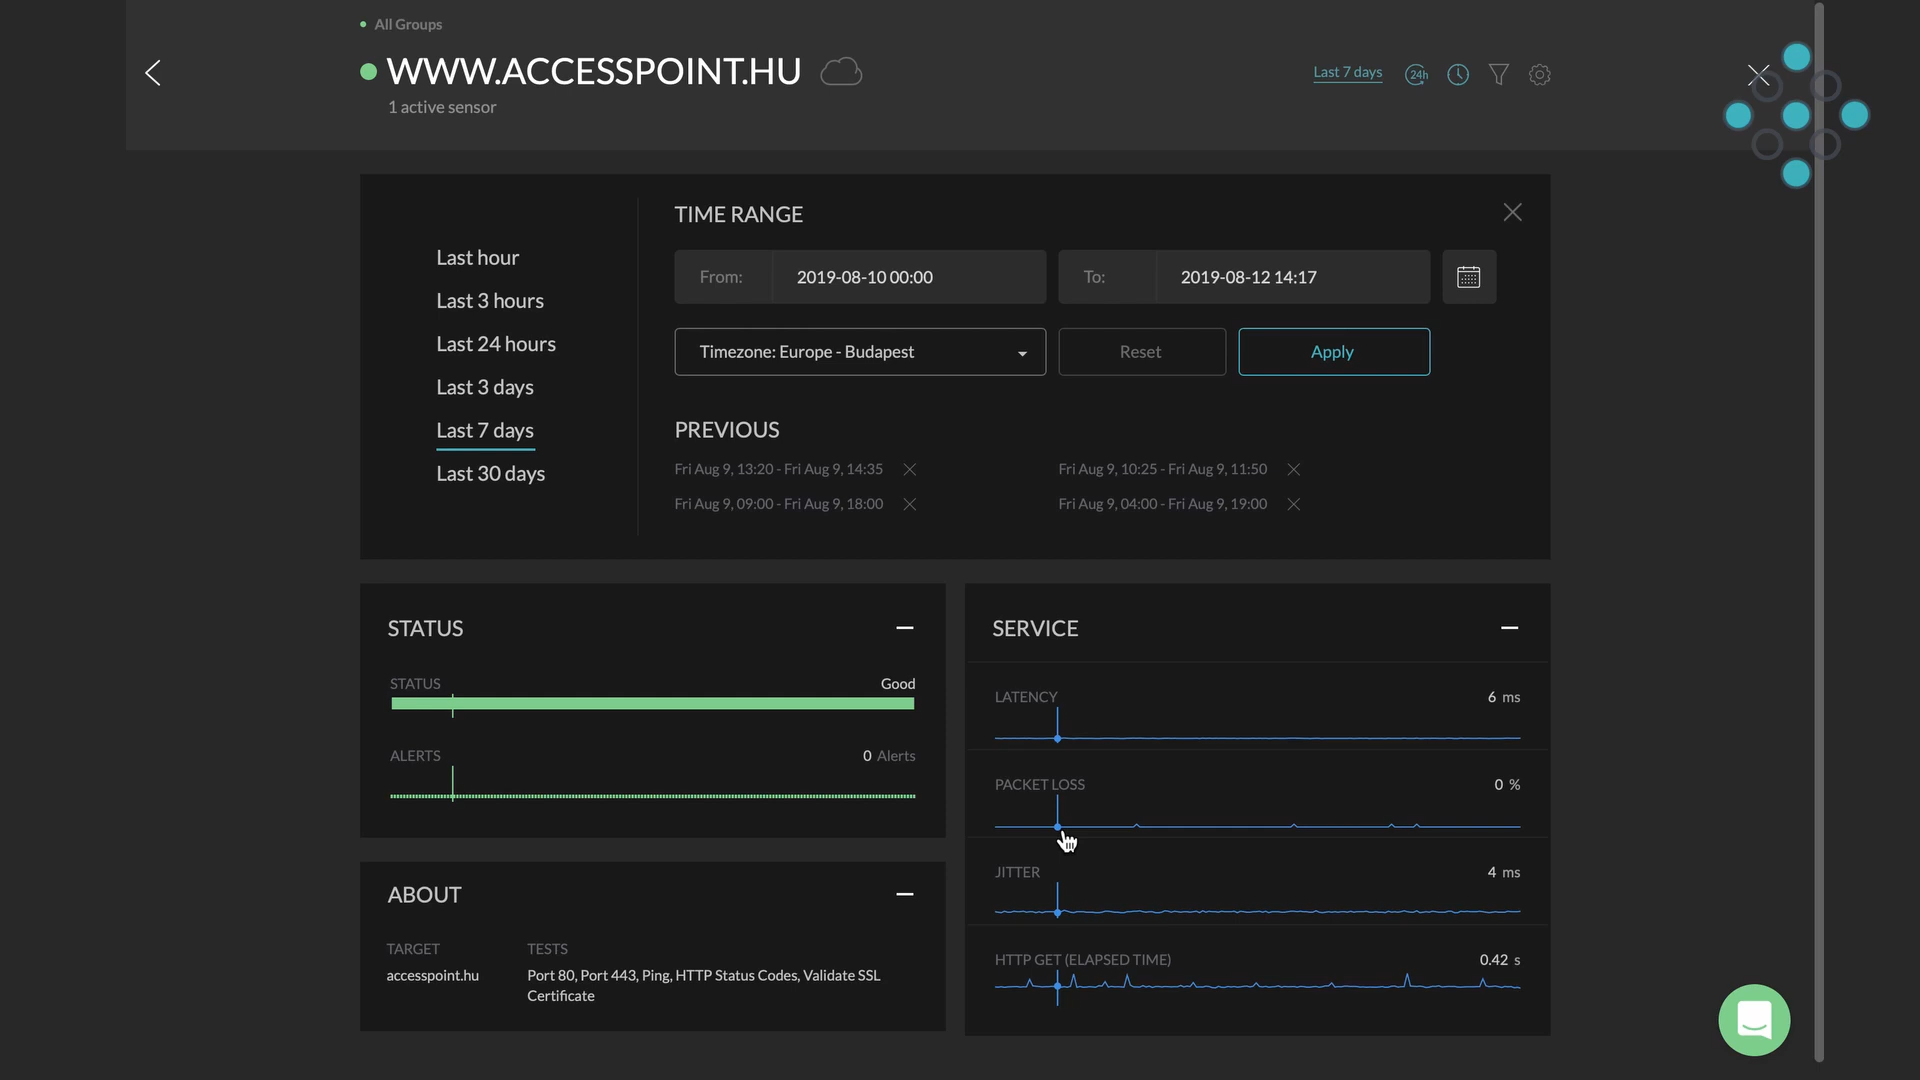 All Groups
WWW.ACCESSPOINT.HU
1 active sensor
Last 7 days
24h
TIME RANGE
Last hour
Last 3 hours
Last 24 hours
Last 3 days
Last 7 days
Last 30 days
From: 2019-08-10 00:00
To: 2019-08-12 14:17
Timezone: Europe - Budapest
Reset
Apply
PREVIOUS
Fri Aug 9, 13:20 - Fri Aug 9, 14:35
Fri Aug 9, 10:25 - Fri Aug 9, 11:50
Fri Aug 9, 09:00 - Fri Aug 9, 18:00
Fri Aug 9, 04:00 - Fri Aug 9, 19:00
STATUS
STATUS Good
ALERTS 0 Alerts
ABOUT
TARGET
accesspoint.hu
TESTS
Port 80, Port 443, Ping, HTTP Status Codes, Validate SSL
Certificate
SERVICE
LATENCY 6 ms
PACKET LOSS 0 %
JITTER 4 ms
HTTP GET (ELAPSED TIME) 0.42 s